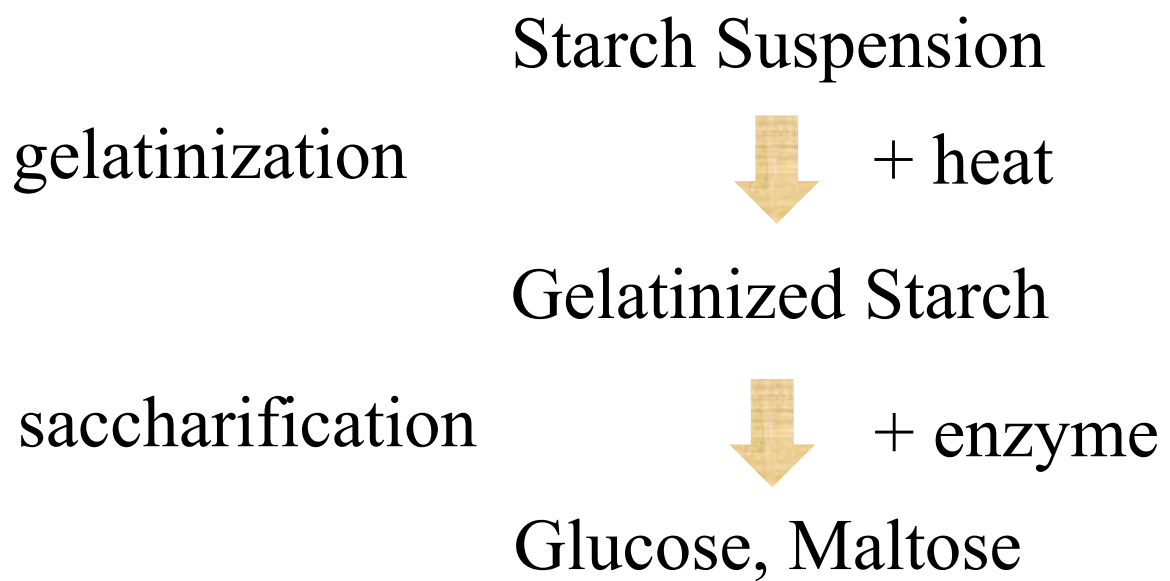 Starch Suspension
gelatinization + heat
Gelatinized Starch
saccharification + enzyme
Glucose, Maltose